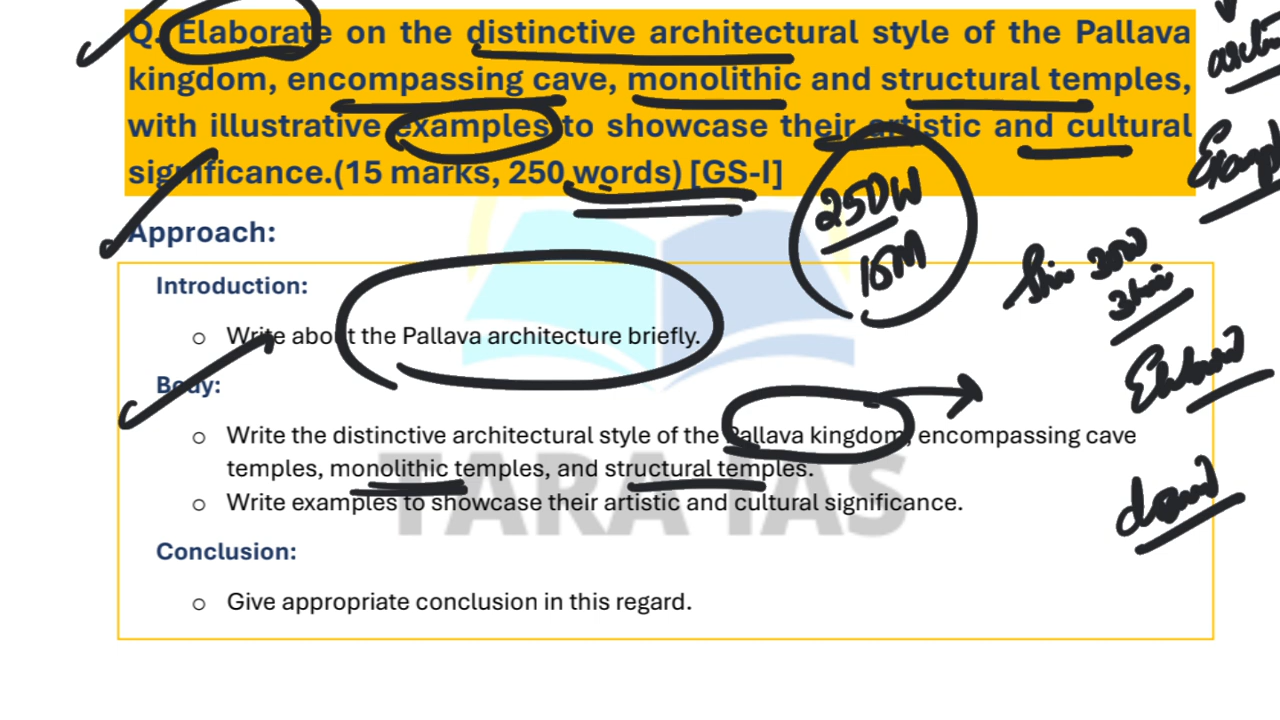 Q. Elaborate on the distinctive architectural style of the Pallava
kingdom, encompassing cave, monolithic and structural temples,
with illustrative examples to showcase their artistic and cultural
significance.(15 marks, 250 words) [GS-I]
250W
15M
Approach:
Introduction:
o Write about the Pallava architecture briefly.
30W
Body:
o Write the distinctive architectural style of the Pallava kingdom, encompassing cave
temples, monolithic temples, and structural temples.
o Write examples to showcase their artistic and cultural significance.
TARA IAS
Conclusion:
o Give appropriate conclusion in this regard.